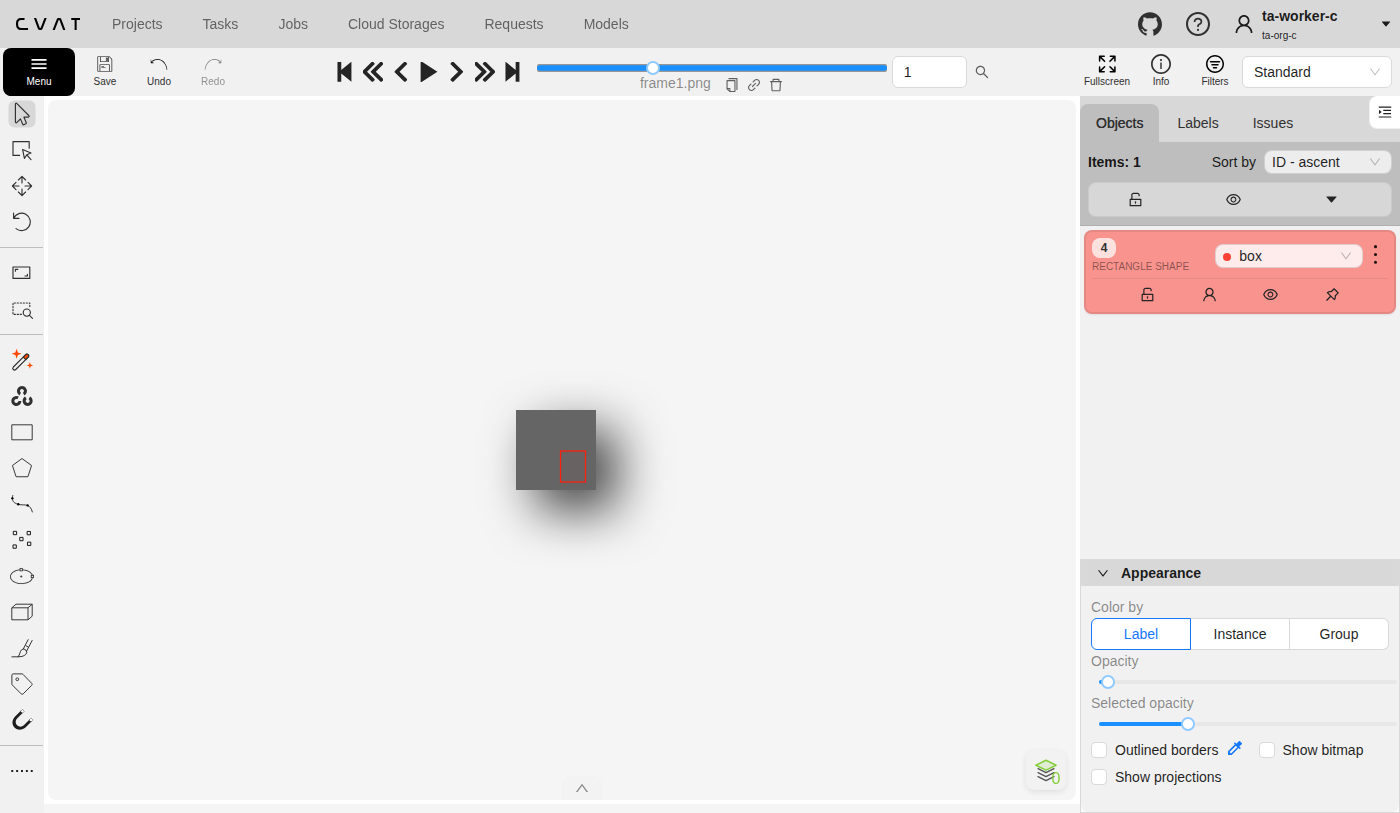 CVAT
Projects
Tasks
Jobs
Cloud Storages
Requests
Models
ta-worker-c
ta-org-c
Menu
Save
Undo
Redo
frame1.png
1
Fullscreen
Info
Filters
Standard
Objects
Labels
Issues
Items: 1
Sort by
ID - ascent
4
RECTANGLE SHAPE
box
Appearance
Color by
Label
Instance
Group
Opacity
Selected opacity
Outlined borders
Show bitmap
Show projections
0